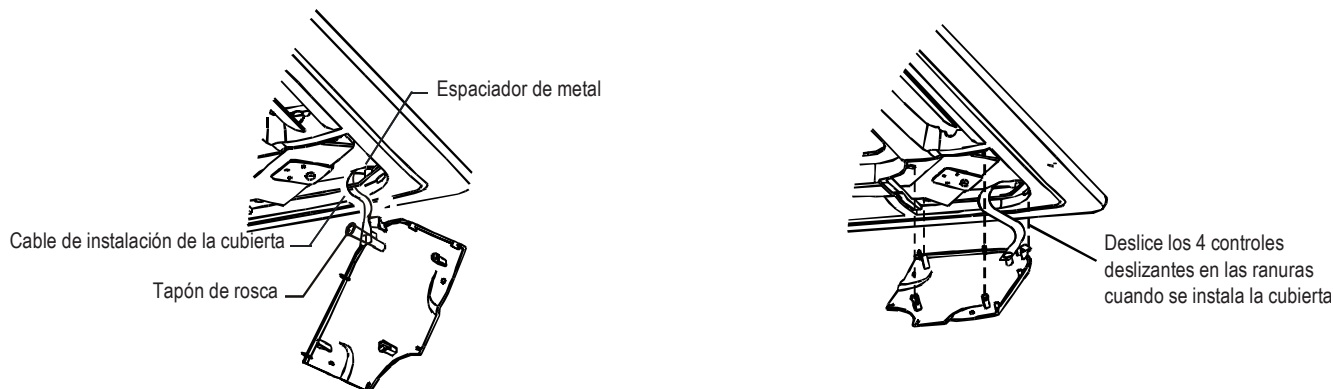 Espaciador de metal
Cable de instalación de la cubierta
Tapón de rosca
Deslice los 4 controles
deslizantes en las ranuras
cuando se instala la cubierta